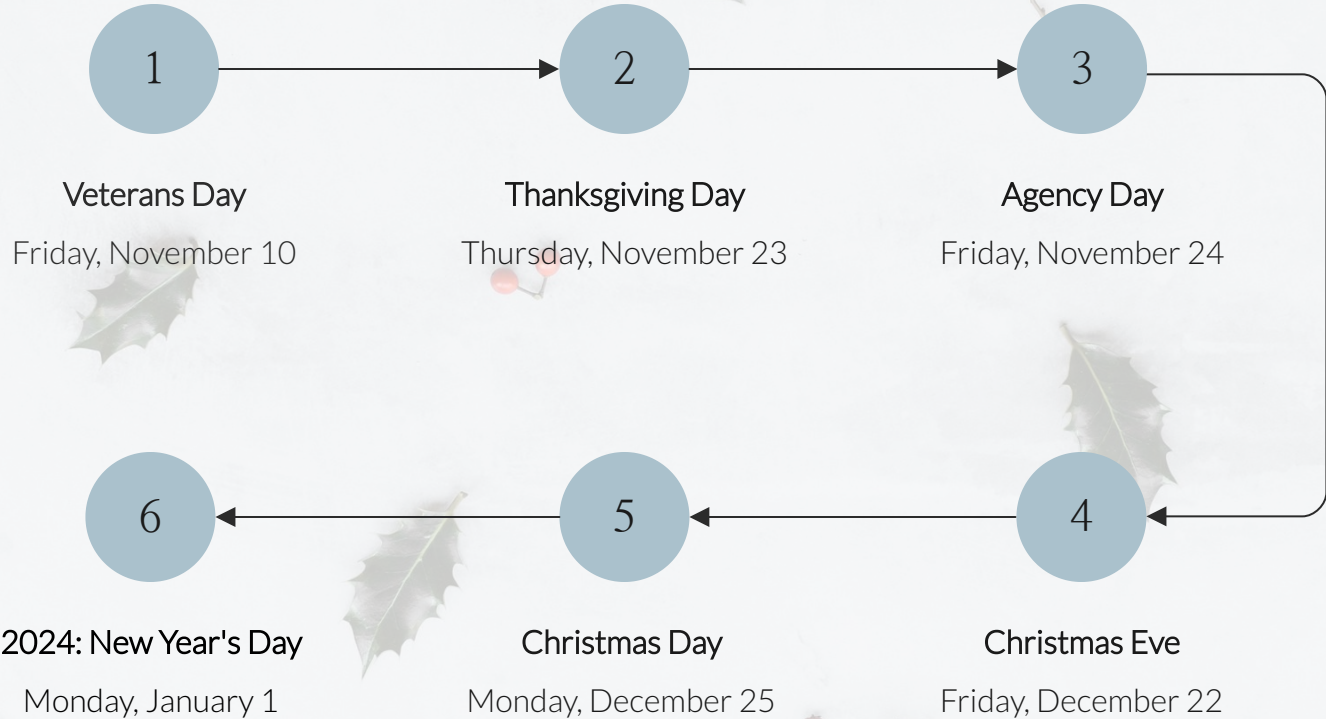 1
2
3
Veterans Day
Friday, November 10
Thanksgiving Day
Thursday, November 23
Agency Day
Friday, November 24
4
5
6
Christmas Eve
Friday, December 22
Christmas Day
Monday, December 25
2024: New Year's Day
Monday, January 1